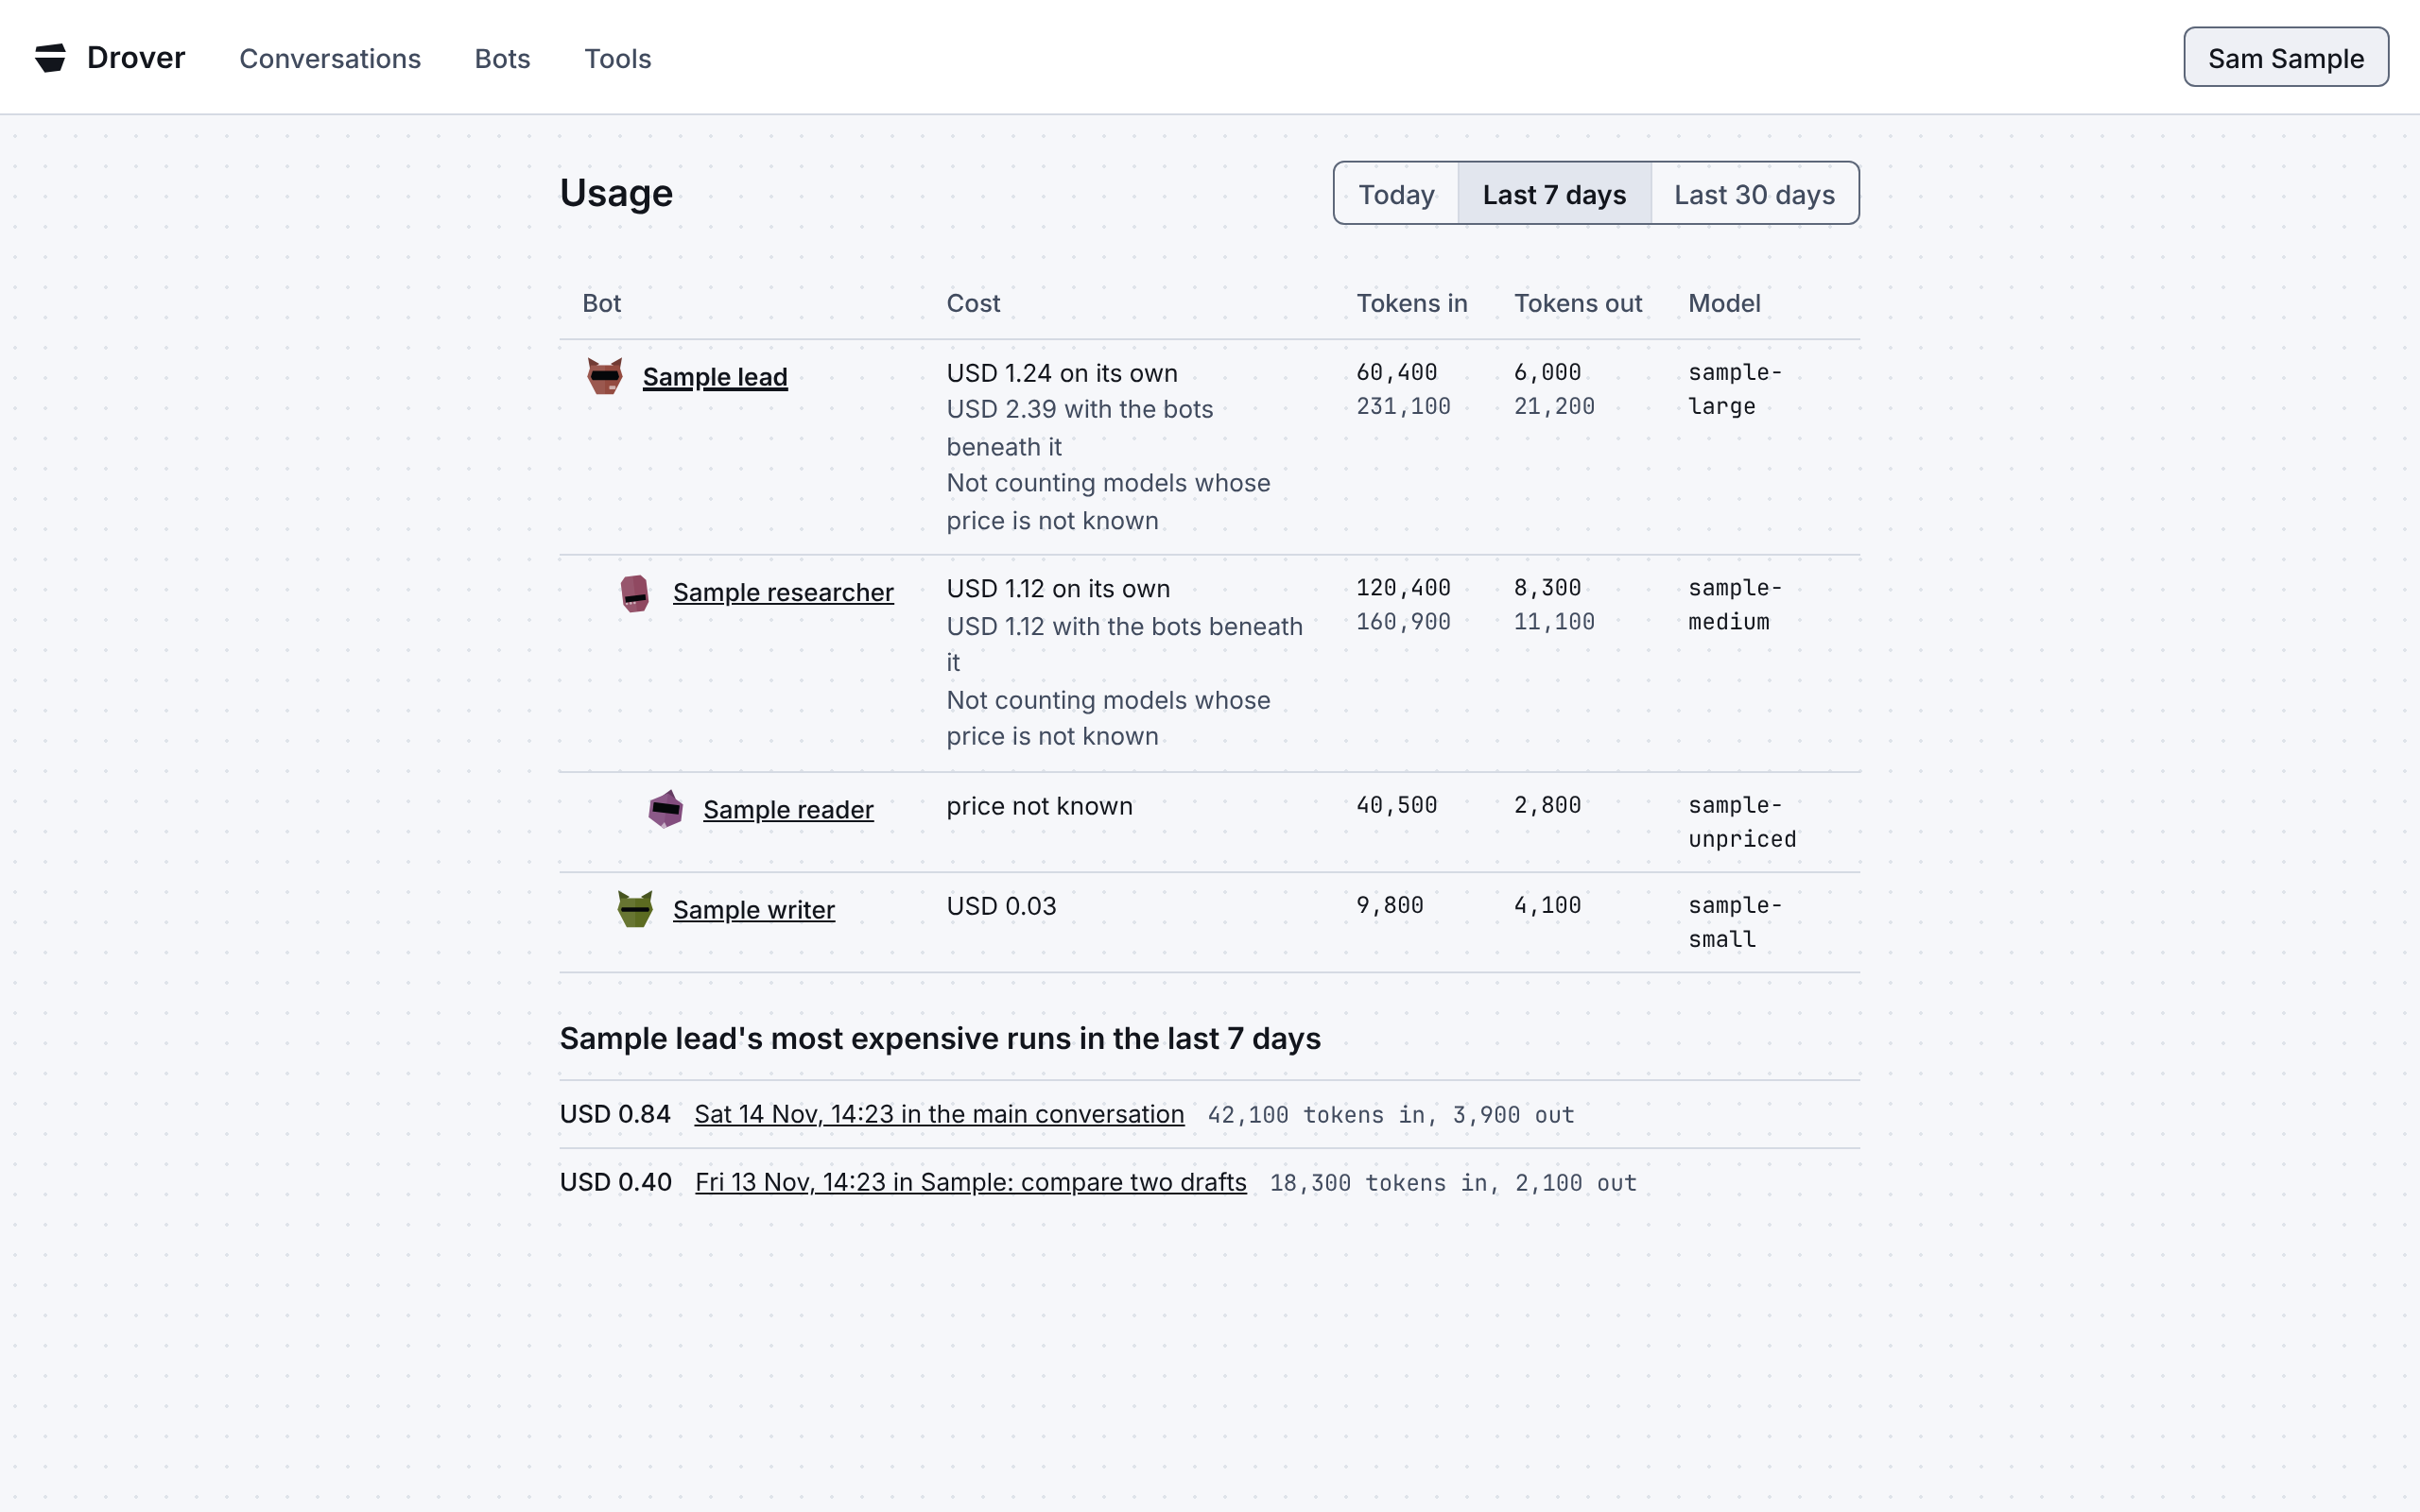 Drover
Conversations
Bots
Tools
Sam Sample
Usage
Today
Last 7 days
Last 30 days
Bot
Cost
Tokens in
Tokens out
Model
Sample lead
USD 1.24 on its own
USD 2.39 with the bots
beneath it
Not counting models whose
price is not known
60,400
231,100
6,000
21,200
sample-
large
Sample researcher
USD 1.12 on its own
USD 1.12 with the bots beneath
it
Not counting models whose
price is not known
120,400
160,900
8,300
11,100
sample-
medium
Sample reader
price not known
40,500
2,800
sample-
unpriced
Sample writer
USD 0.03
9,800
4,100
sample-
small
Sample lead's most expensive runs in the last 7 days
USD 0.84 Sat 14 Nov, 14:23 in the main conversation 42,100 tokens in, 3,900 out
USD 0.40 Fri 13 Nov, 14:23 in Sample: compare two drafts 18,300 tokens in, 2,100 out